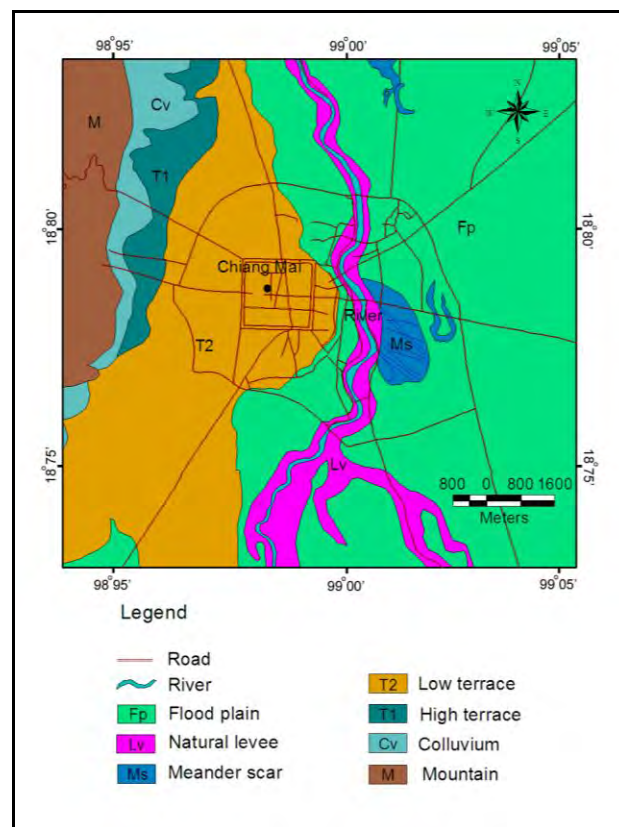 98°95' 99°00' 99°05'
Cv
M
T1
18°80' 18°80'
Fp
Chiang Mai
River
T2 Ms
18°75' 18°75'
Lv
800 0 800 1600
Meters
98°95' 99°00' 99°05'
Legend
Road
River
Fp Flood plain
Lv Natural levee
Ms Meander scar
T2 Low terrace
T1 High terrace
Cv Colluvium
M Mountain